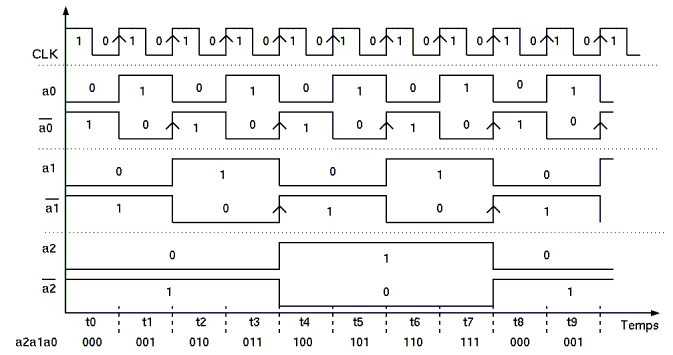 CLK 1 0 1 0 1 0 1 0 1 0 1 0 1 0 1 0 1 0 1 0 1
a0 0 1 0 1 0 1 0 1 0 1
a0 1 0 1 0 1 0 1 0 1 0
a1 0 1 0 1 0
a1 1 0 1 0 1
a2 0 1 0
a2 1 0 1
t0 t1 t2 t3 t4 t5 t6 t7 t8 t9 Temps
a2a1a0 000 001 010 011 100 101 110 111 000 001